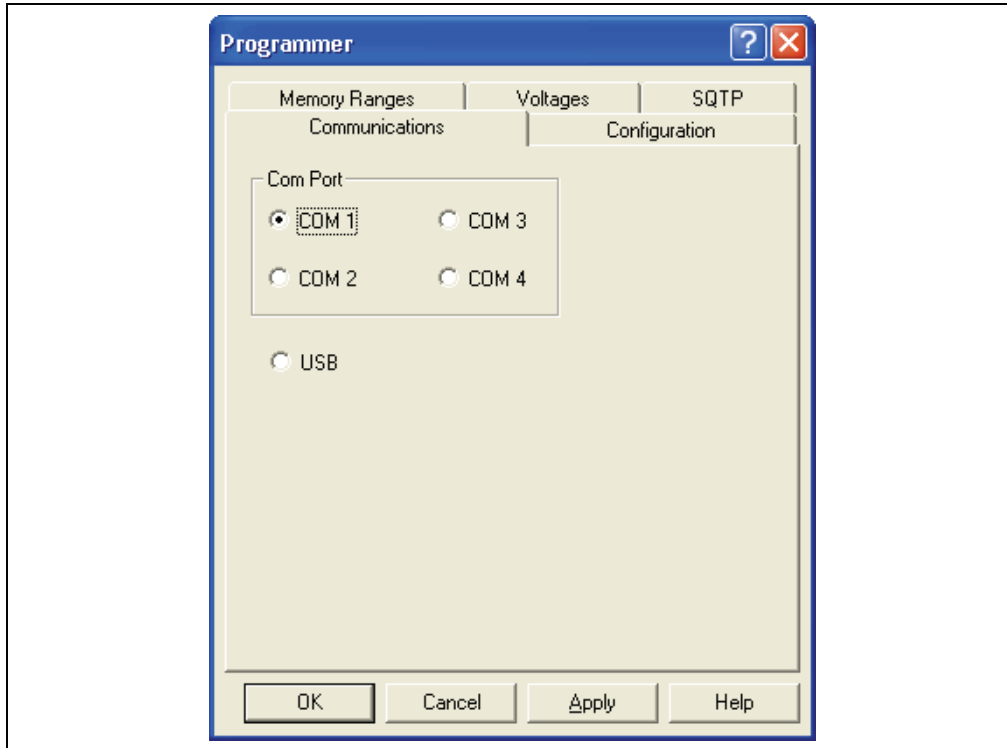 Programmer
Memory Ranges Voltages SQTP
Communications Configuration
Com Port
COM 1 COM 3
COM 2 COM 4
USB
OK Cancel Apply Help